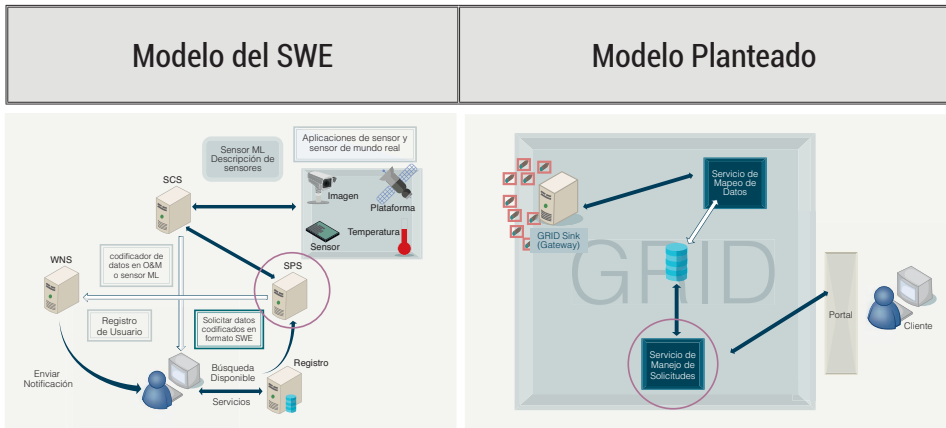 Modelo del SWE
Modelo Planteado
Sensor ML
Descripción de
sensores
Aplicaciones de sensor y
sensor de mundo real
SCS
Imagen
Plataforma
Temperatura
Sensor
WNS
codificador de
datos en O&M
o sensor ML
SPS
Registro
de Usuario
Solicitar datos
codificados en
formato SWE
Enviar
Notificación
Búsqueda
Disponible
Servicios
Registro
GRID
Servicio de
Mapeo de
Datos
GRID Sink
(Gateway)
Servicio de
Manejo de
Solicitudes
Portal
Cliente